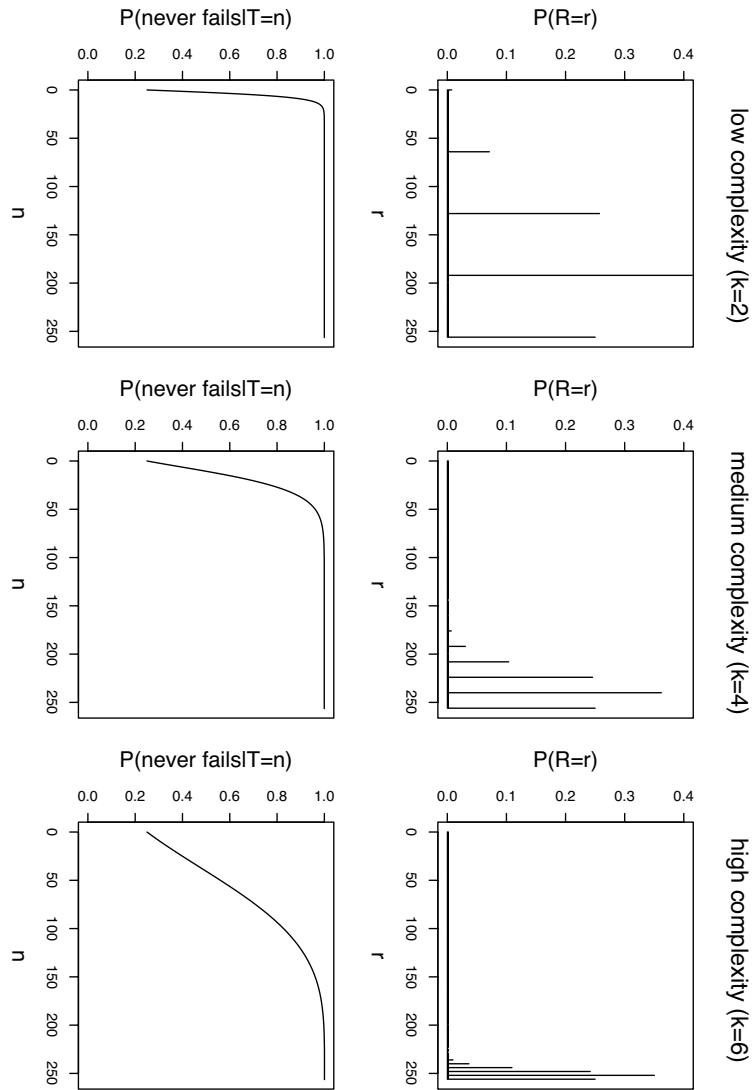 low complexity (k=2)
P(R=r)
0.0 0.1 0.2 0.3 0.4
0 50 100 150 200 250
r
P(never fails|T=n)
0.0 0.2 0.4 0.6 0.8 1.0
0 50 100 150 200 250
n
medium complexity (k=4)
P(R=r)
0.0 0.1 0.2 0.3 0.4
0 50 100 150 200 250
r
P(never fails|T=n)
0.0 0.2 0.4 0.6 0.8 1.0
0 50 100 150 200 250
n
high complexity (k=6)
P(R=r)
0.0 0.1 0.2 0.3 0.4
0 50 100 150 200 250
r
P(never fails|T=n)
0.0 0.2 0.4 0.6 0.8 1.0
0 50 100 150 200 250
n